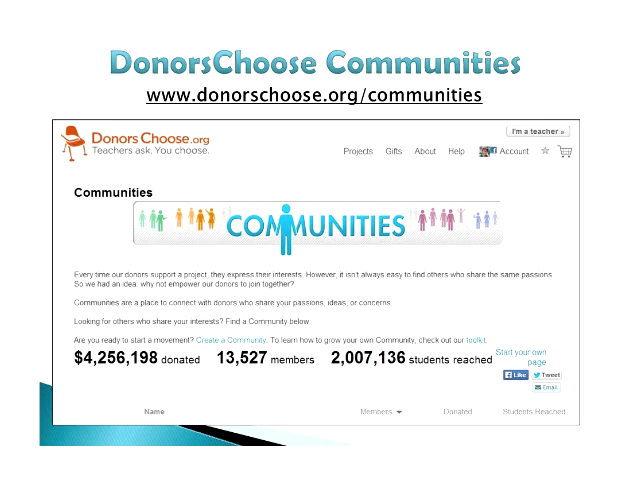 DonorsChoose Communities
www.donorschoose.org/communities
I'm a teacher »
DonorsChoose.org
Teachers ask. You choose.
Projects Gifts About Help Account
Communities
COMMUNITIES
Every time our donors support a project, they express their interests. However, it isn't always easy to find others who share the same passions.
So we had an idea: why not empower our donors to join together?
Communities are a place to connect with donors who share your passions, ideas, or concerns.
Looking for others who share your interests? Find a Community below
Are you ready to start a movement? Create a Community. To learn how to grow your own Community, check out our toolkit.
$4,256,198 donated 13,527 members 2,007,136 students reached
Start your own
page
Like Tweet
Email
Name Members Donated Students Reached